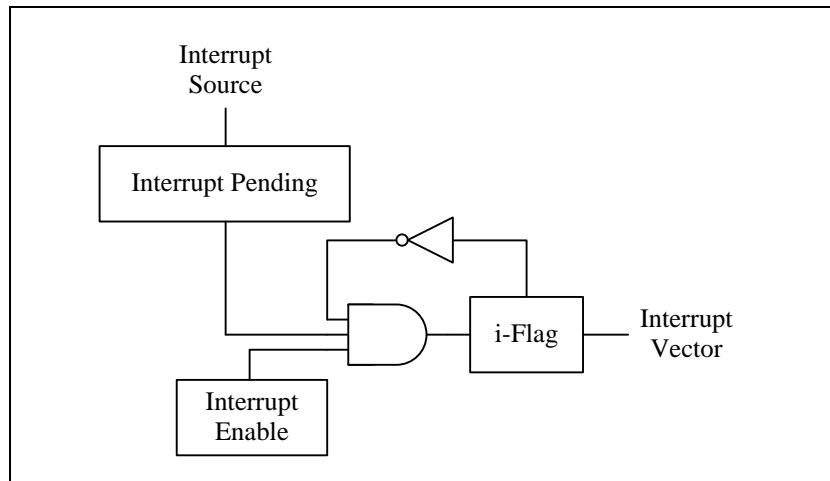 Interrupt
Source
Interrupt Pending
i-Flag
Interrupt
Vector
Interrupt
Enable